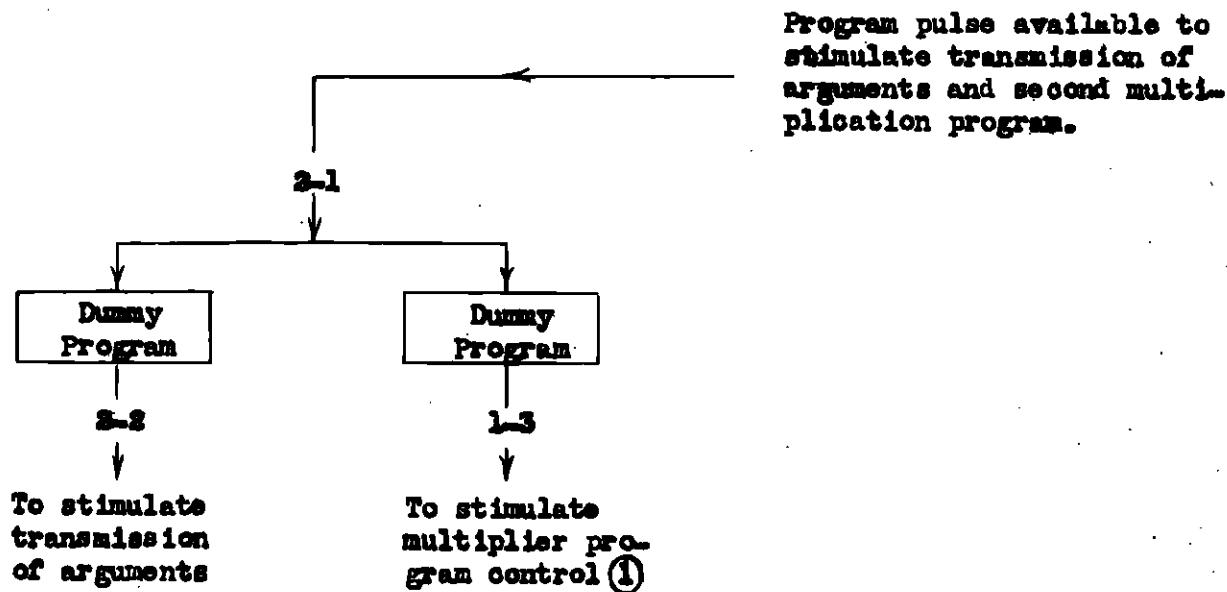 Program pulse available to
stimulate transmission of
arguments and second multi-
plication program.
2-1
Dummy
Program
Dummy
Program
2-2
1-3
To stimulate
transmission
of arguments
To stimulate
multiplier pro-
gram control ①